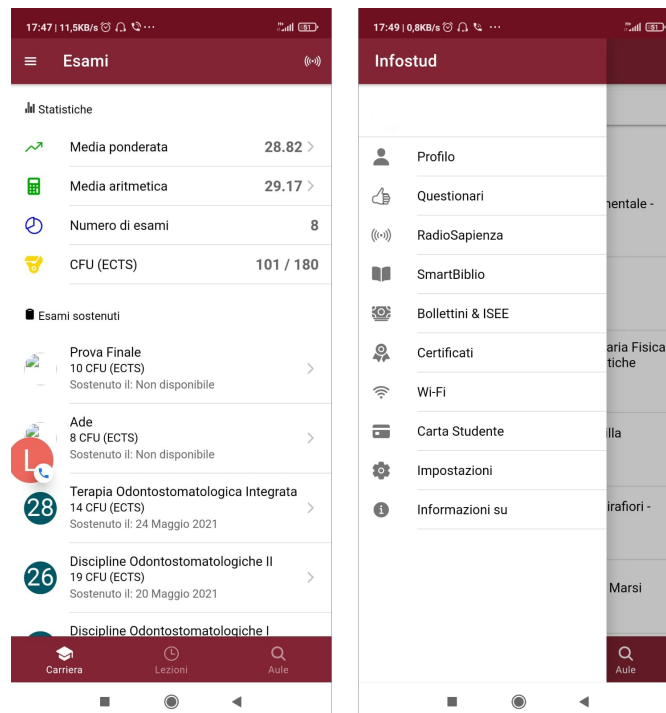 17:47 | 11,5KB/s
51
Esami
Statistiche
Media ponderata 28.82
Media aritmetica 29.17
Numero di esami 8
CFU (ECTS) 101 / 180
Esami sostenuti
Prova Finale
10 CFU (ECTS)
Sostenuto il: Non disponibile
Ade
8 CFU (ECTS)
Sostenuto il: Non disponibile
L
Terapia Odontostomatologica Integrata
28 14 CFU (ECTS)
Sostenuto il: 24 Maggio 2021
Discipline Odontostomatologiche II
26 19 CFU (ECTS)
Sostenuto il: 20 Maggio 2021
Discipline Odontostomatologiche I
Carriera Lezioni Aule
17:49 | 0,8KB/s
51
Infostud
Profilo
Questionari
RadioSapienza
SmartBiblio
Bollettini & ISEE
Certificati
Wi-Fi
Carta Studente
Impostazioni
Informazioni su
nentale -
aria Fisica
tiche
illa
irafiori -
Marsi
Aule